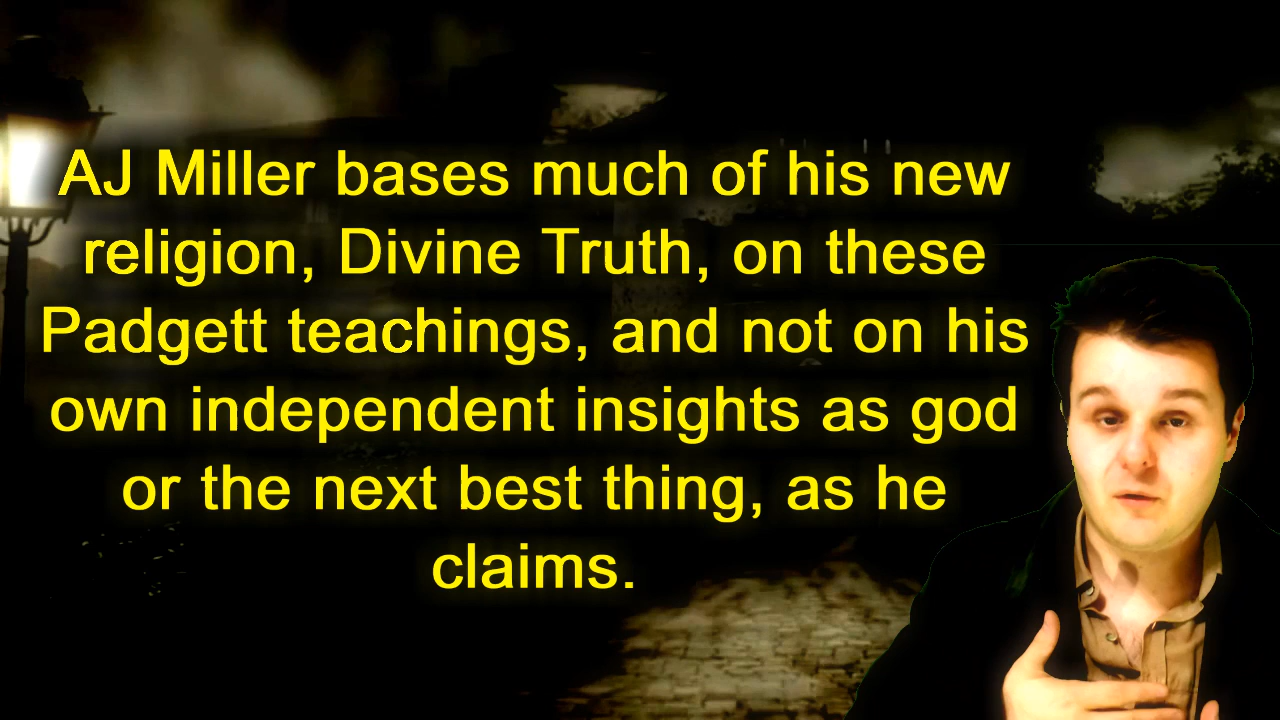 AJ Miller bases much of his new
religion, Divine Truth, on these
Padgett teachings, and not on his
own independent insights as god
or the next best thing, as he
claims.